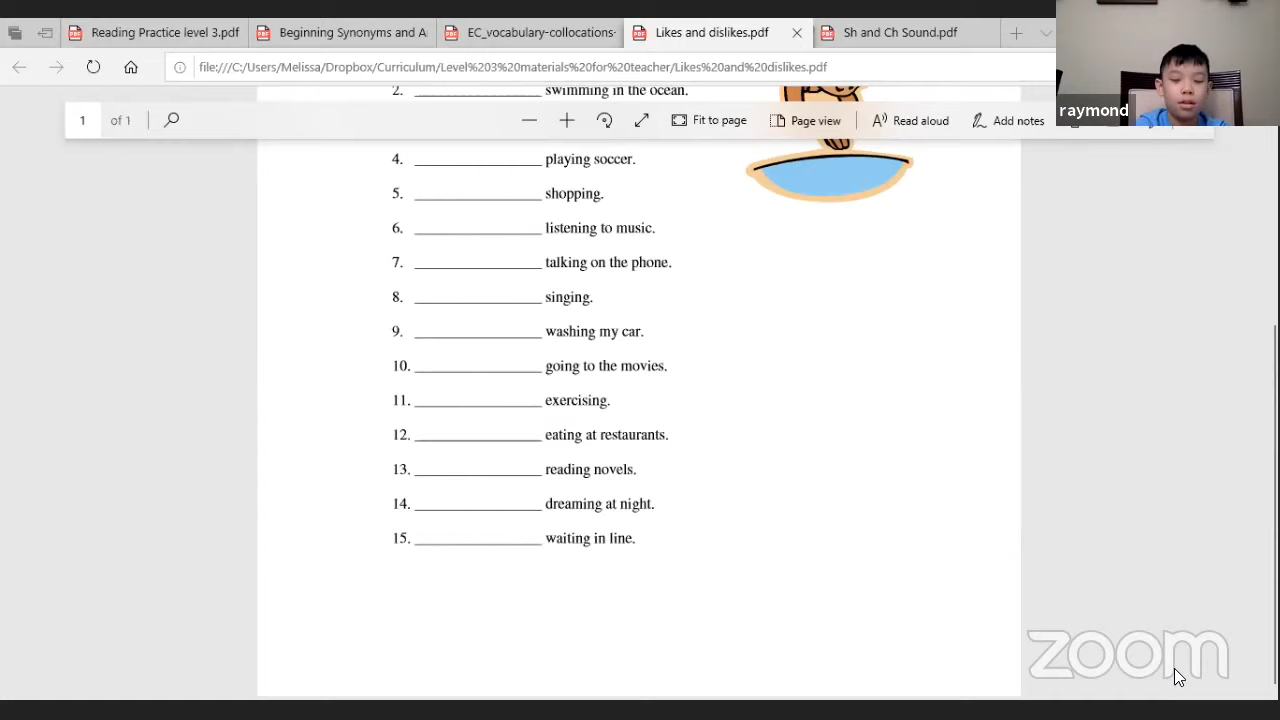 Reading Practice level 3.pdf
Beginning Synonyms and A
EC_vocabulary-collocations-
Likes and dislikes.pdf
Sh and Ch Sound.pdf
file:///C:/Users/Melissa/Dropbox/Curriculum/Level%203%20materials%20for%20teacher/Likes%20and%20dislikes.pdf
raymond
2. ________________ swimming in the ocean.
1 of 1
Fit to page
Page view
Read aloud
Add notes
4. ________________ playing soccer.
5. ________________ shopping.
6. ________________ listening to music.
7. ________________ talking on the phone.
8. ________________ singing.
9. ________________ washing my car.
10. ________________ going to the movies.
11. ________________ exercising.
12. ________________ eating at restaurants.
13. ________________ reading novels.
14. ________________ dreaming at night.
15. ________________ waiting in line.
zoom